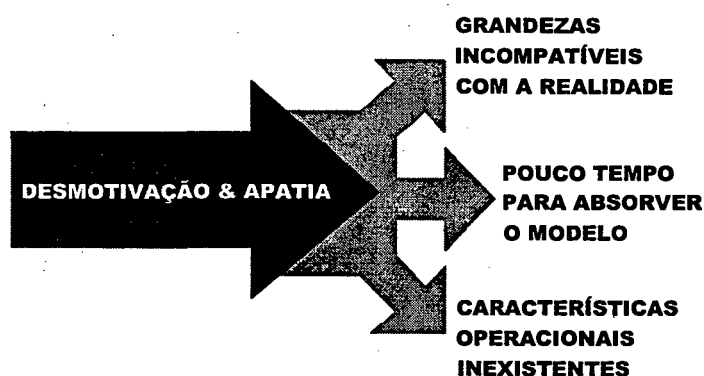 GRANDEZAS
INCOMPATÍVEIS
COM A REALIDADE
DESMOTIVAÇÃO & APATIA
POUCO TEMPO
PARA ABSORVER
O MODELO
CARACTERÍSTICAS
OPERACIONAIS
INEXISTENTES